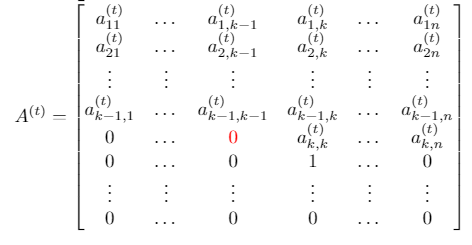 a_{11}^{(t)} … a_{1,k-1}^{(t)} a_{1,k}^{(t)} … a_{1n}^{(t)}
a_{21}^{(t)} … a_{2,k-1}^{(t)} a_{2,k}^{(t)} … a_{2n}^{(t)}
⋮ ⋮ ⋮ ⋮ ⋮ ⋮
A^{(t)} = a_{k-1,1}^{(t)} … a_{k-1,k-1}^{(t)} a_{k-1,k}^{(t)} … a_{k-1,n}^{(t)}
0 … 0 a_{k,k}^{(t)} … a_{k,n}^{(t)}
0 … 0 1 … 0
⋮ ⋮ ⋮ ⋮ ⋮ ⋮
0 … 0 0 … 0